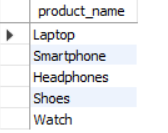 product_name
Laptop
Smartphone
Headphones
Shoes
Watch